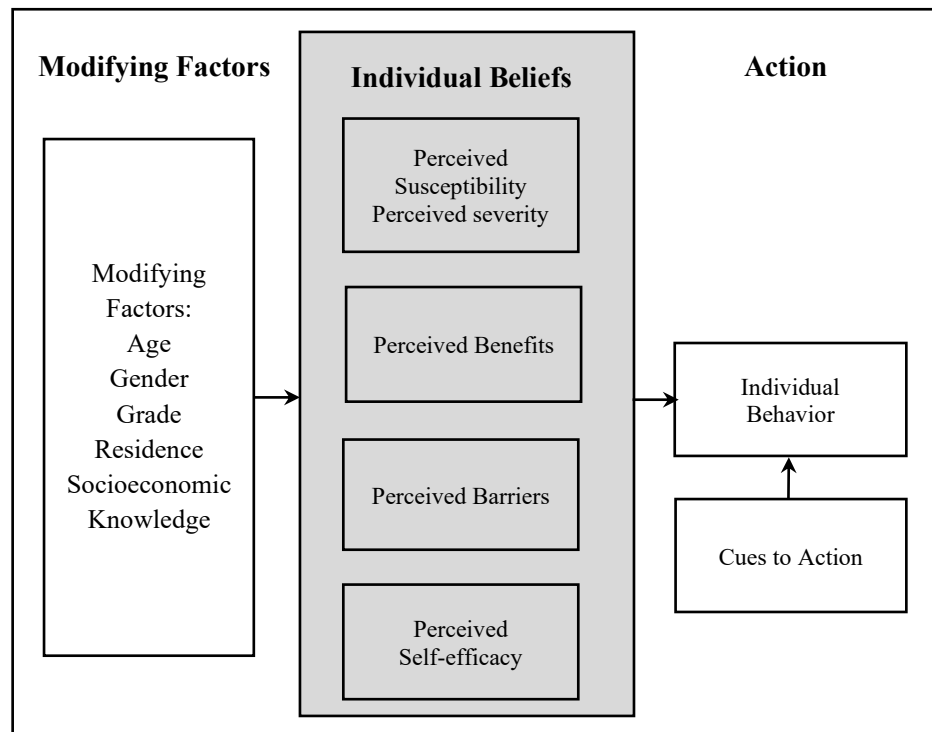 Modifying Factors
Modifying
Factors:
Age
Gender
Grade
Residence
Socioeconomic
Knowledge
Individual Beliefs
Perceived
Susceptibility
Perceived severity
Perceived Benefits
Perceived Barriers
Perceived
Self-efficacy
Action
Individual
Behavior
Cues to Action